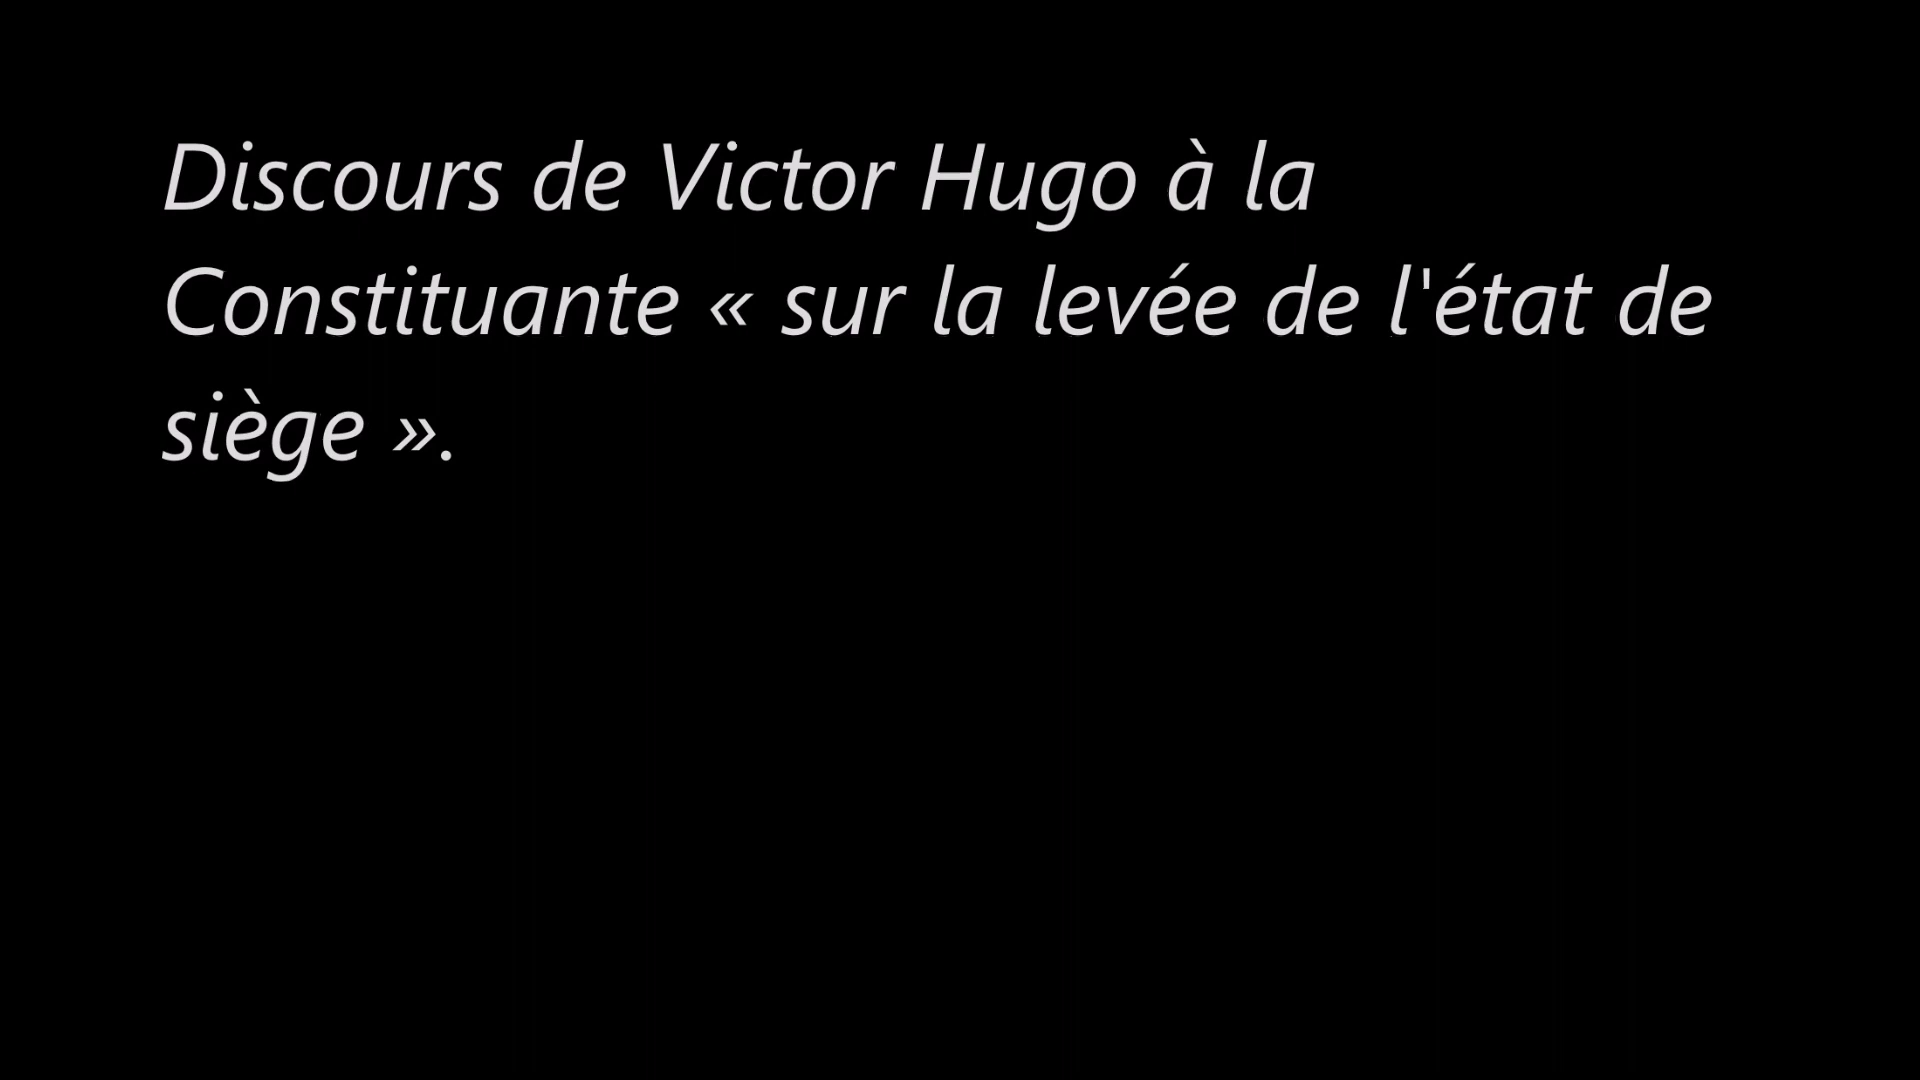 Discours de Victor Hugo à la
Constituante « sur la levée de l'état de
siège ».